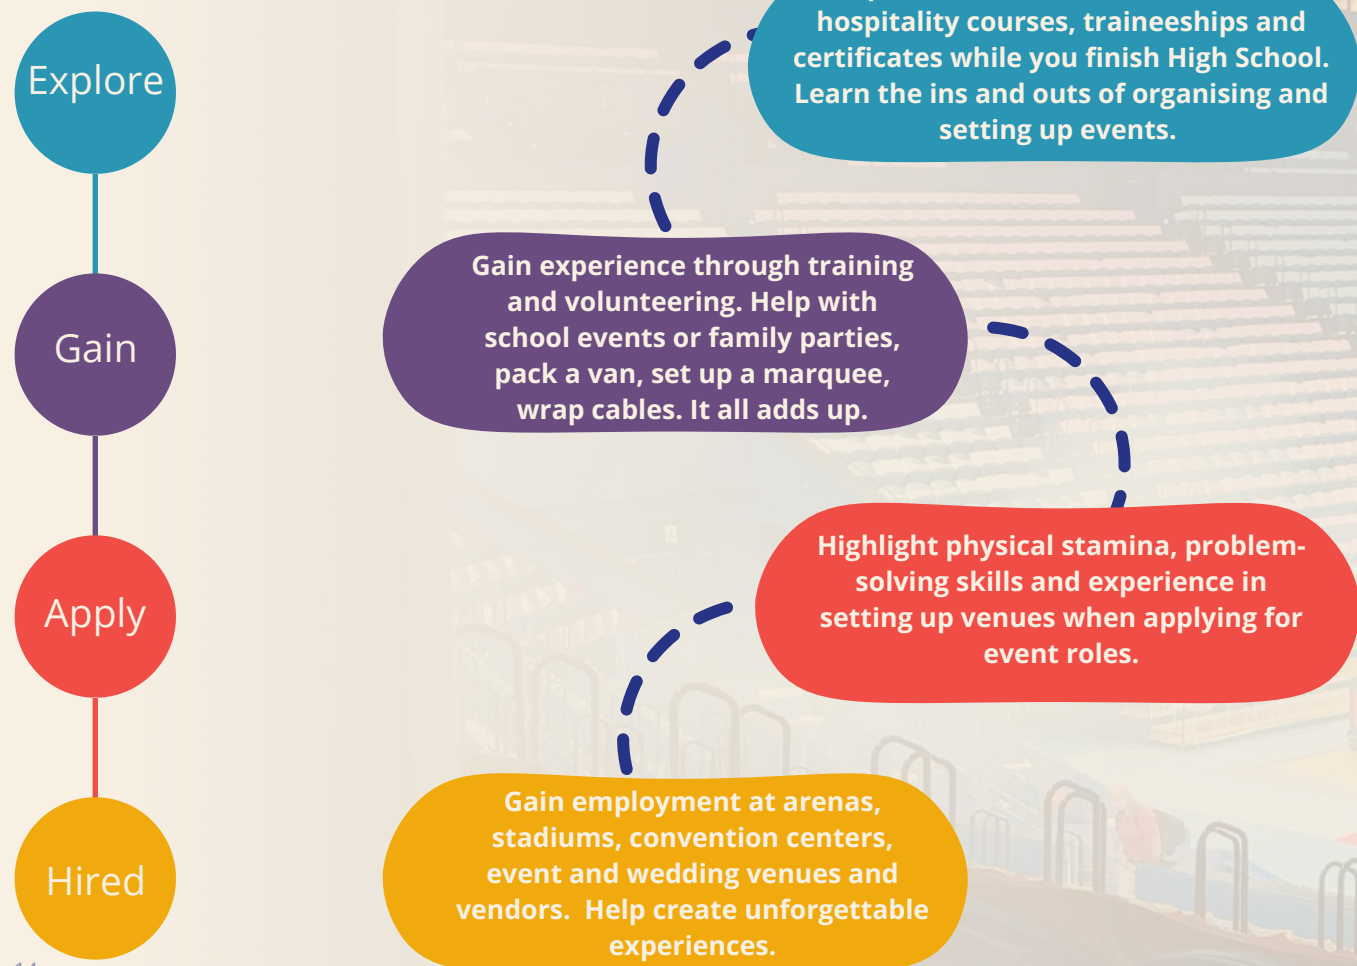 Explore
hospitality courses, traineeships and
certificates while you finish High School.
Learn the ins and outs of organising and
setting up events.
Gain
Gain experience through training
and volunteering. Help with
school events or family parties,
pack a van, set up a marquee,
wrap cables. It all adds up.
Apply
Highlight physical stamina, problem-
solving skills and experience in
setting up venues when applying for
event roles.
Hired
Gain employment at arenas,
stadiums, convention centers,
event and wedding venues and
vendors.  Help create unforgettable
experiences.